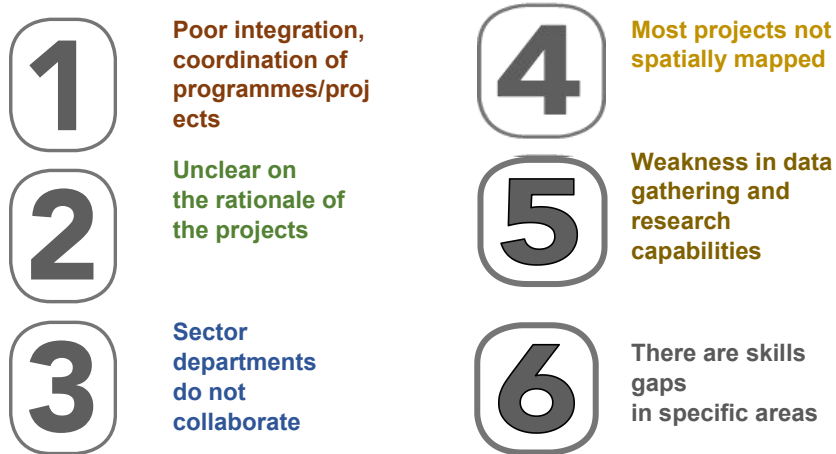 1
Poor integration,
coordination of
programmes/proj
ects
2
Unclear on
the rationale of
the projects
3
Sector
departments
do not
collaborate
4
Most projects not
spatially mapped
5
Weakness in data
gathering and
research
capabilities
6
There are skills
gaps
in specific areas